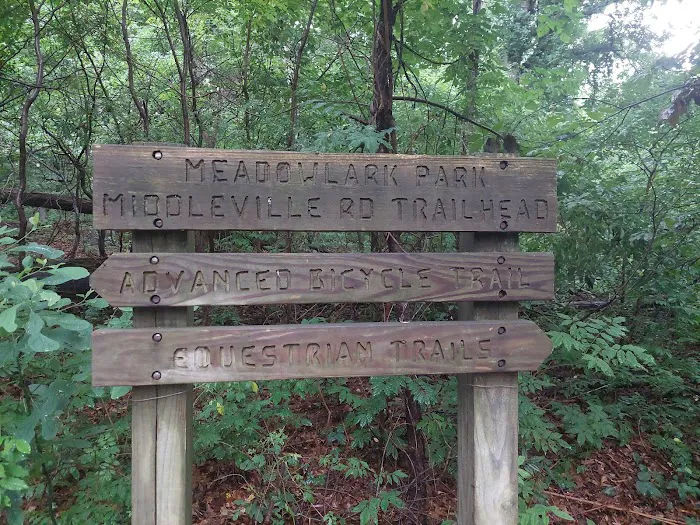 MEADOWLARK PARK
MIDDLEVILLE RD TRAILHEAD
ADVANCED BICYCLE TRAIL
EQUESTRIAN TRAILS